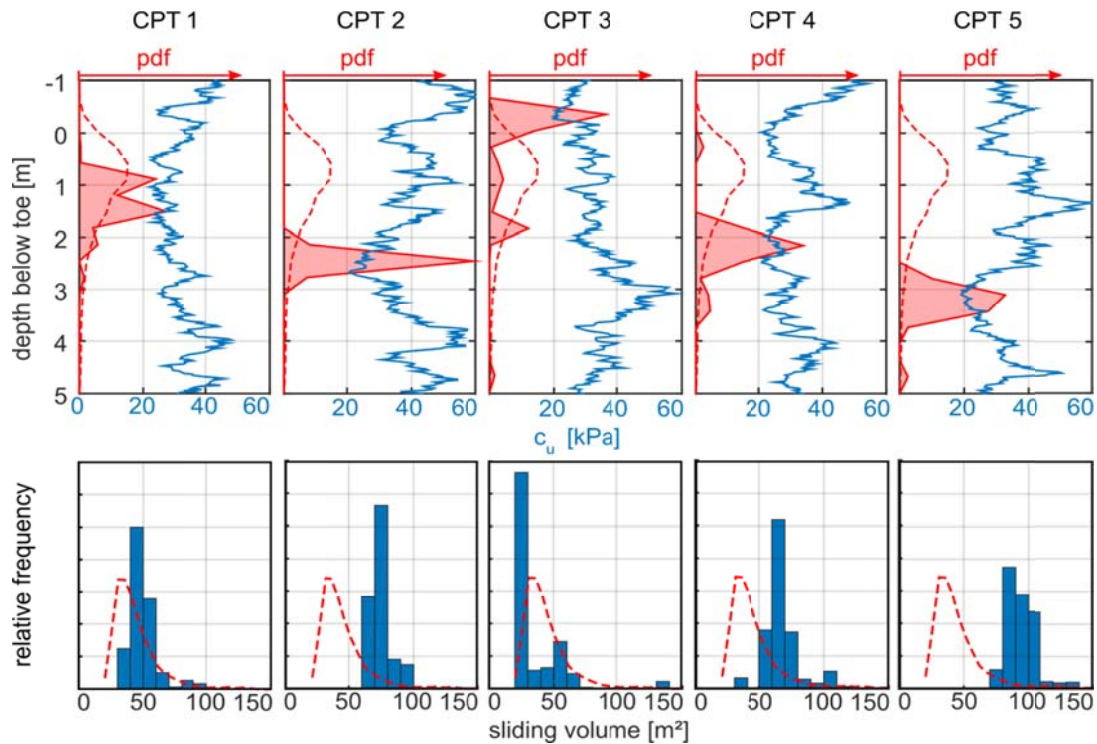 CPT 1 CPT 2 CPT 3 CPT 4 CPT 5
pdf pdf pdf pdf pdf
-1
0
1
2
3
4
5
depth below toe [m]
0 20 40 60 20 40 60 20 40 60 20 40 60 20 40 60
c_u [kPa]
relative frequency
0 50 100 150 0 50 100 150 0 50 100 150 0 50 100 150 0 50 100 150
sliding volume [m²]